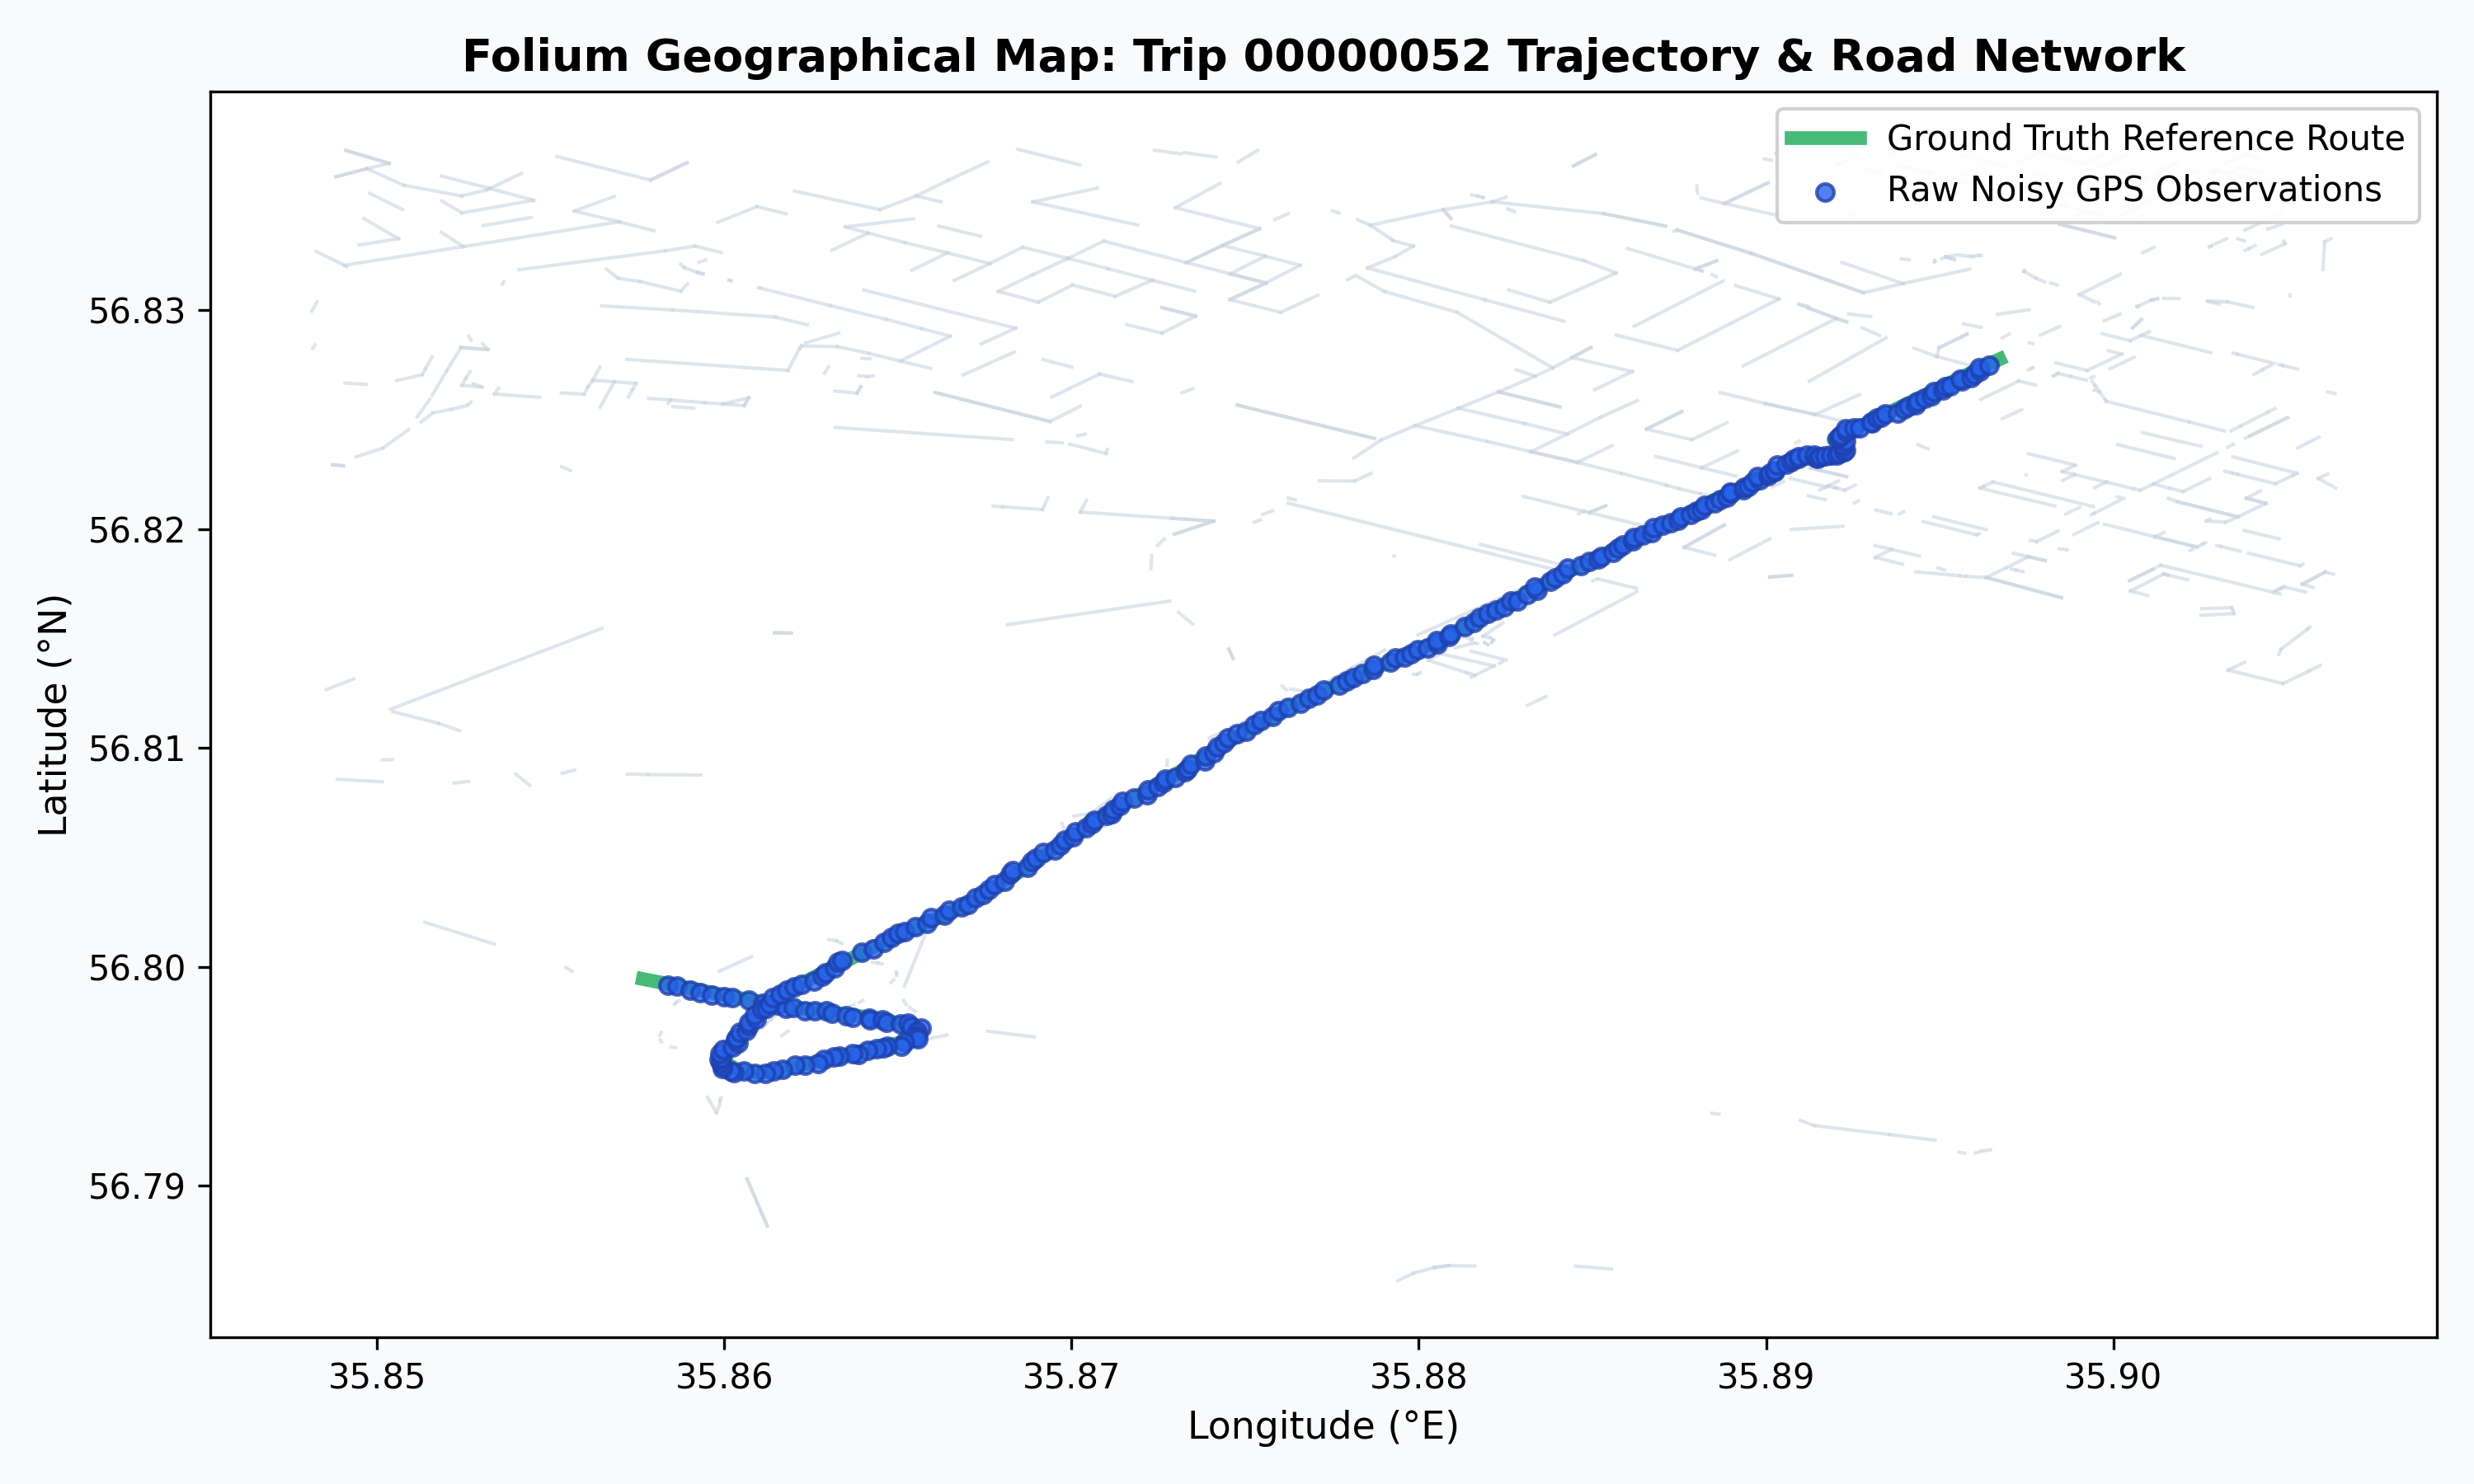 Folium Geographical Map: Trip 00000052 Trajectory & Road Network
Ground Truth Reference Route
Raw Noisy GPS Observations
Latitude (°N)
56.83
56.82
56.81
56.80
56.79
35.85
35.86
35.87
35.88
35.89
35.90
Longitude (°E)